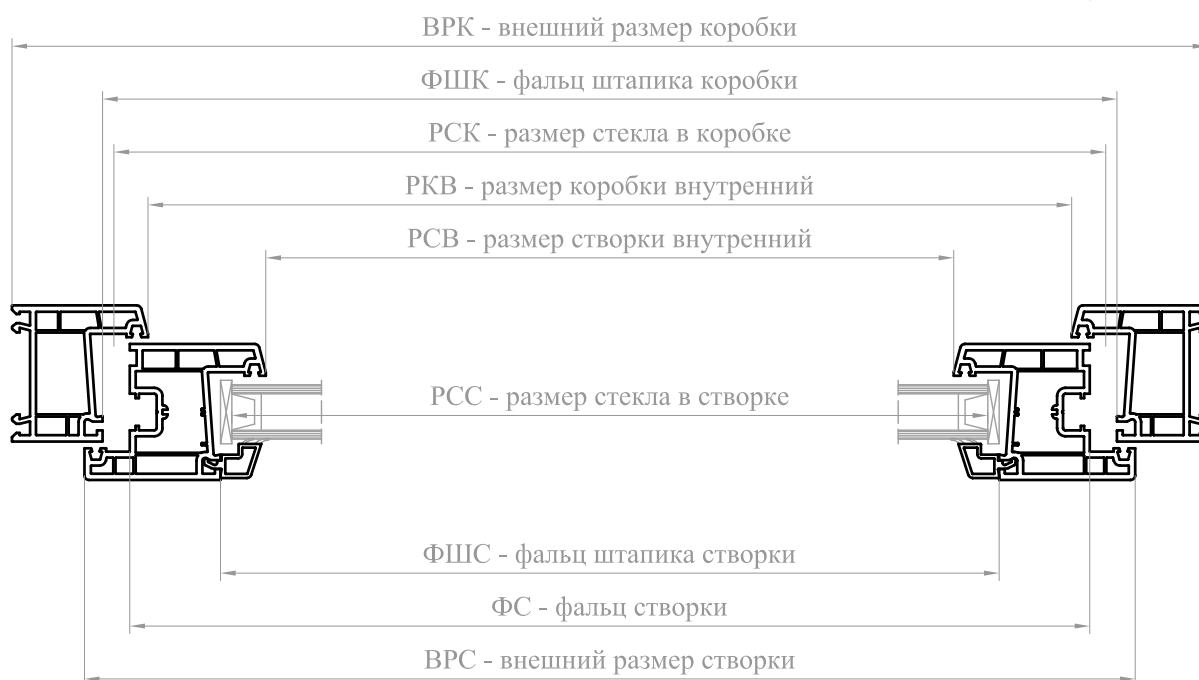 ВРК - внешний размер коробки
ФШК - фальц штапика коробки
РСК - размер стекла в коробке
РКВ - размер коробки внутренний
РСВ - размер створки внутренний
РСС - размер стекла в створке
ФШС - фальц штапика створки
ФС - фальц створки
ВРС - внешний размер створки